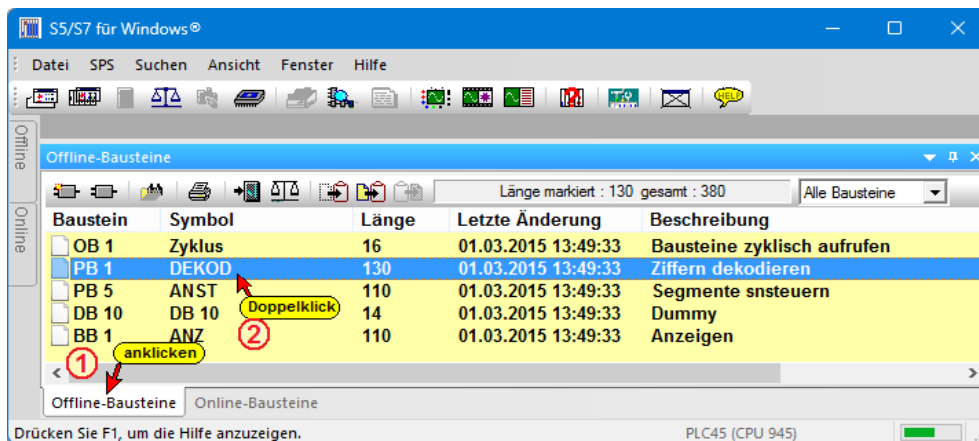 S5/S7 für Windows®
Datei SPS Suchen Ansicht Fenster Hilfe
HELP
Offline
Online
Offline-Bausteine
Länge markiert : 130 gesamt : 380
Alle Bausteine
Baustein Symbol Länge Letzte Änderung Beschreibung
OB 1 Zyklus 16 01.03.2015 13:49:33 Bausteine zyklisch aufrufen
PB 1 DEKOD 130 01.03.2015 13:49:33 Ziffern dekodieren
PB 5 ANST 110 01.03.2015 13:49:33 Segmente snsteuern
Doppelklick
DB 10 DB 10 14 01.03.2015 13:49:33 Dummy
2
BB 1 ANZ 110 01.03.2015 13:49:33 Anzeigen
1 anklicken
Offline-Bausteine Online-Bausteine
Drücken Sie F1, um die Hilfe anzuzeigen. PLC45 (CPU 945)